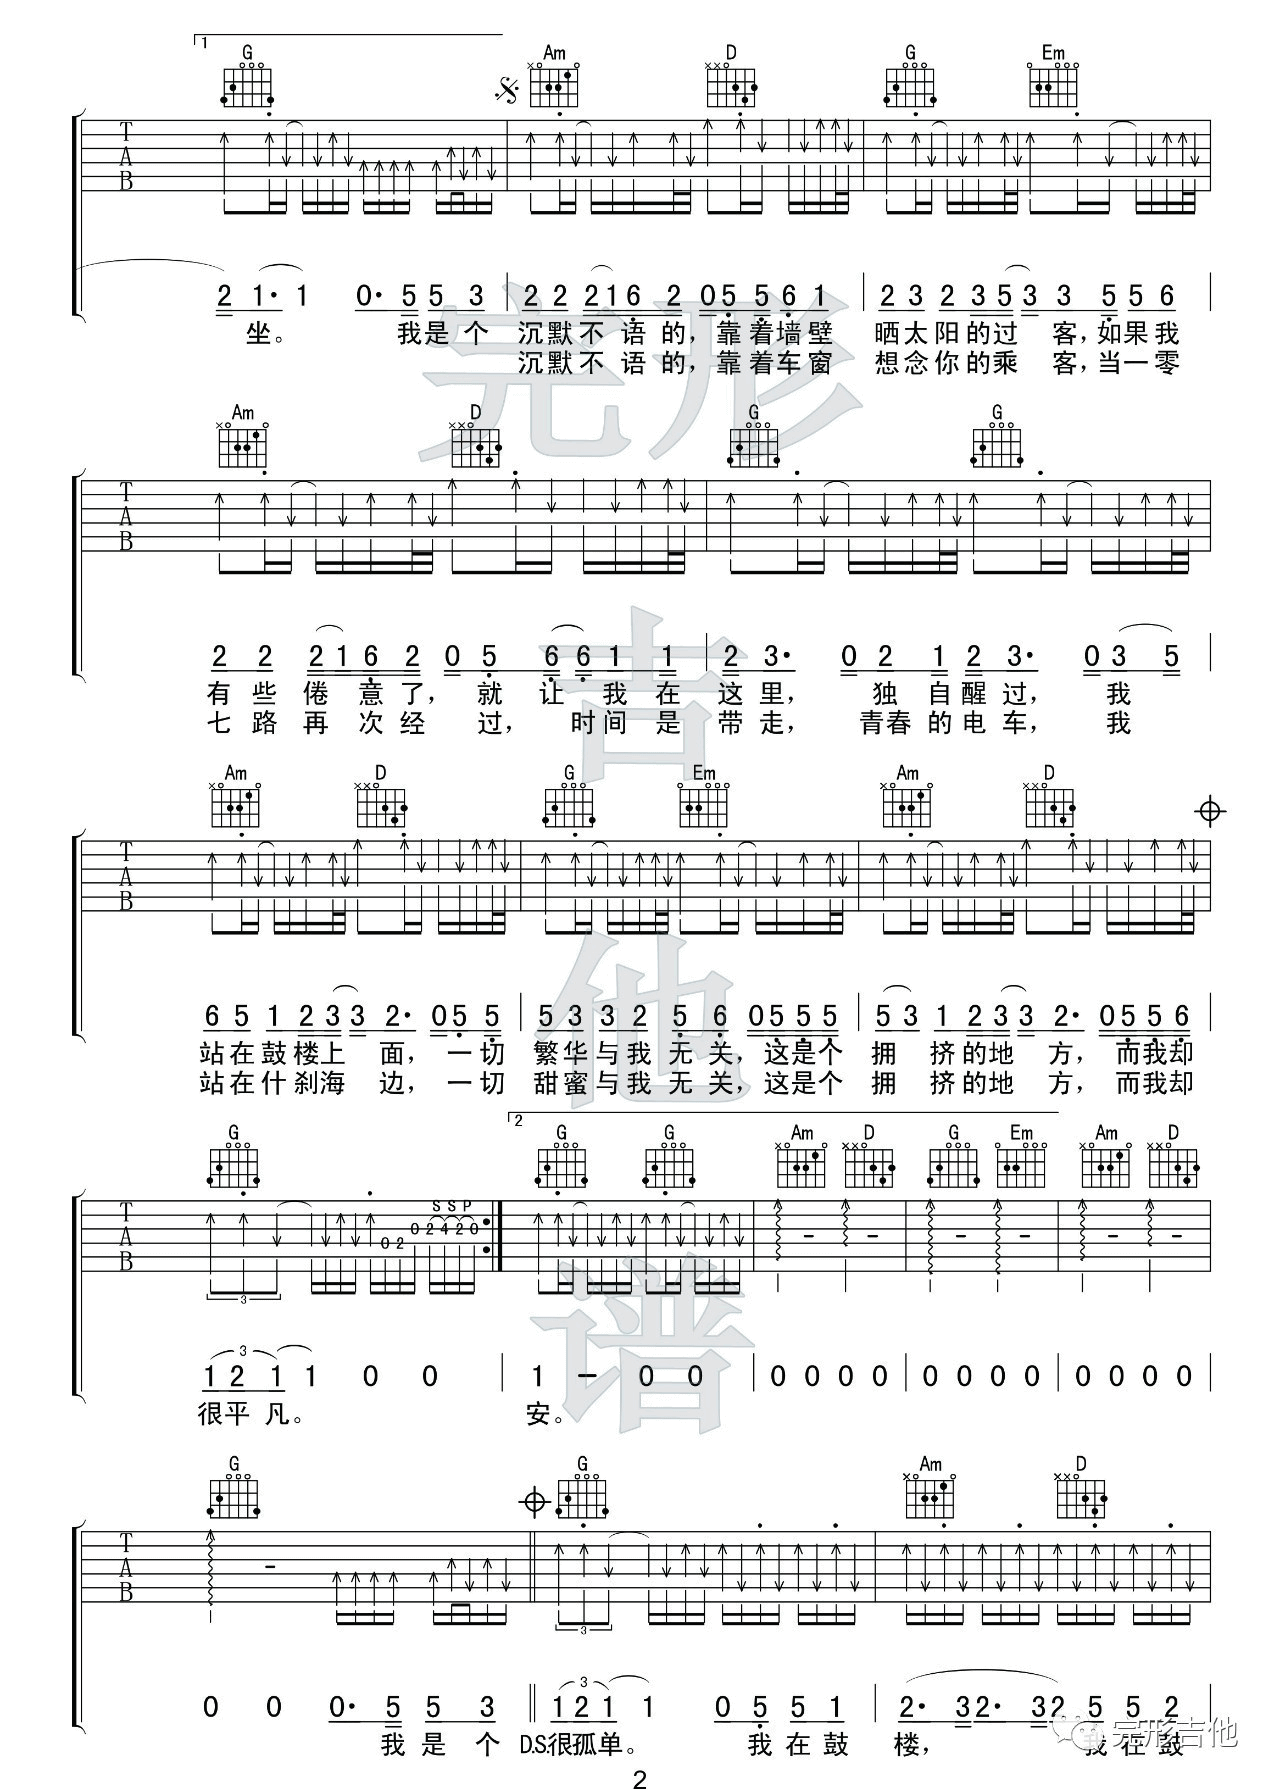 1
G Am D G Em
T
A
B
2 1· 1 0· 5 5 3 2 2 2 1 6 2 0 5 5 6 1 2 3 2 3 5 3 3 5 5 6
坐。 我是个 沉默不语的,靠着墙壁 晒太阳的过 客,如果我
沉默不语的,靠着车窗 想念你的乘 客,当一零
Am D G G
T
A
B
2 2 2 1 6 2 0 5 6 6 1 1 2 3· 0 2 1 2 3· 0 3 5
有些倦意了,就让我在这里, 独自醒过, 我
七路再次经过,时间是带走, 青春的电车, 我
Am D G Em Am D
T
A
B
6 5 1 2 3 3 2· 0 5 5 5 3 3 2 5 6 0 5 5 5 5 3 1 2 3 3 2· 0 5 5 6
站在鼓楼上 面, 一切 繁华与我无关,这是个 拥 挤的地 方,而我却
站在什刹海 边, 一切 甜蜜与我无关,这是个 拥 挤的地 方,而我却
2
G G G Am D G Em Am D
S S P
T
A
B
0 2 0 2 4 2 0
3
3
1 2 1 1 0 0 1 - 0 0 0 0 0 0 0 0 0 0 0 0 0 0
很平凡。 安。
G G Am D
T
A
B
3
3
0 0 0· 5 5 3 1 2 1 1 0 5 5 1 2· 3 2· 3 2 5 5 2
我是个 D.S.很孤单。 我在鼓 楼, 我在鼓
完形吉他谱
完形吉他
2